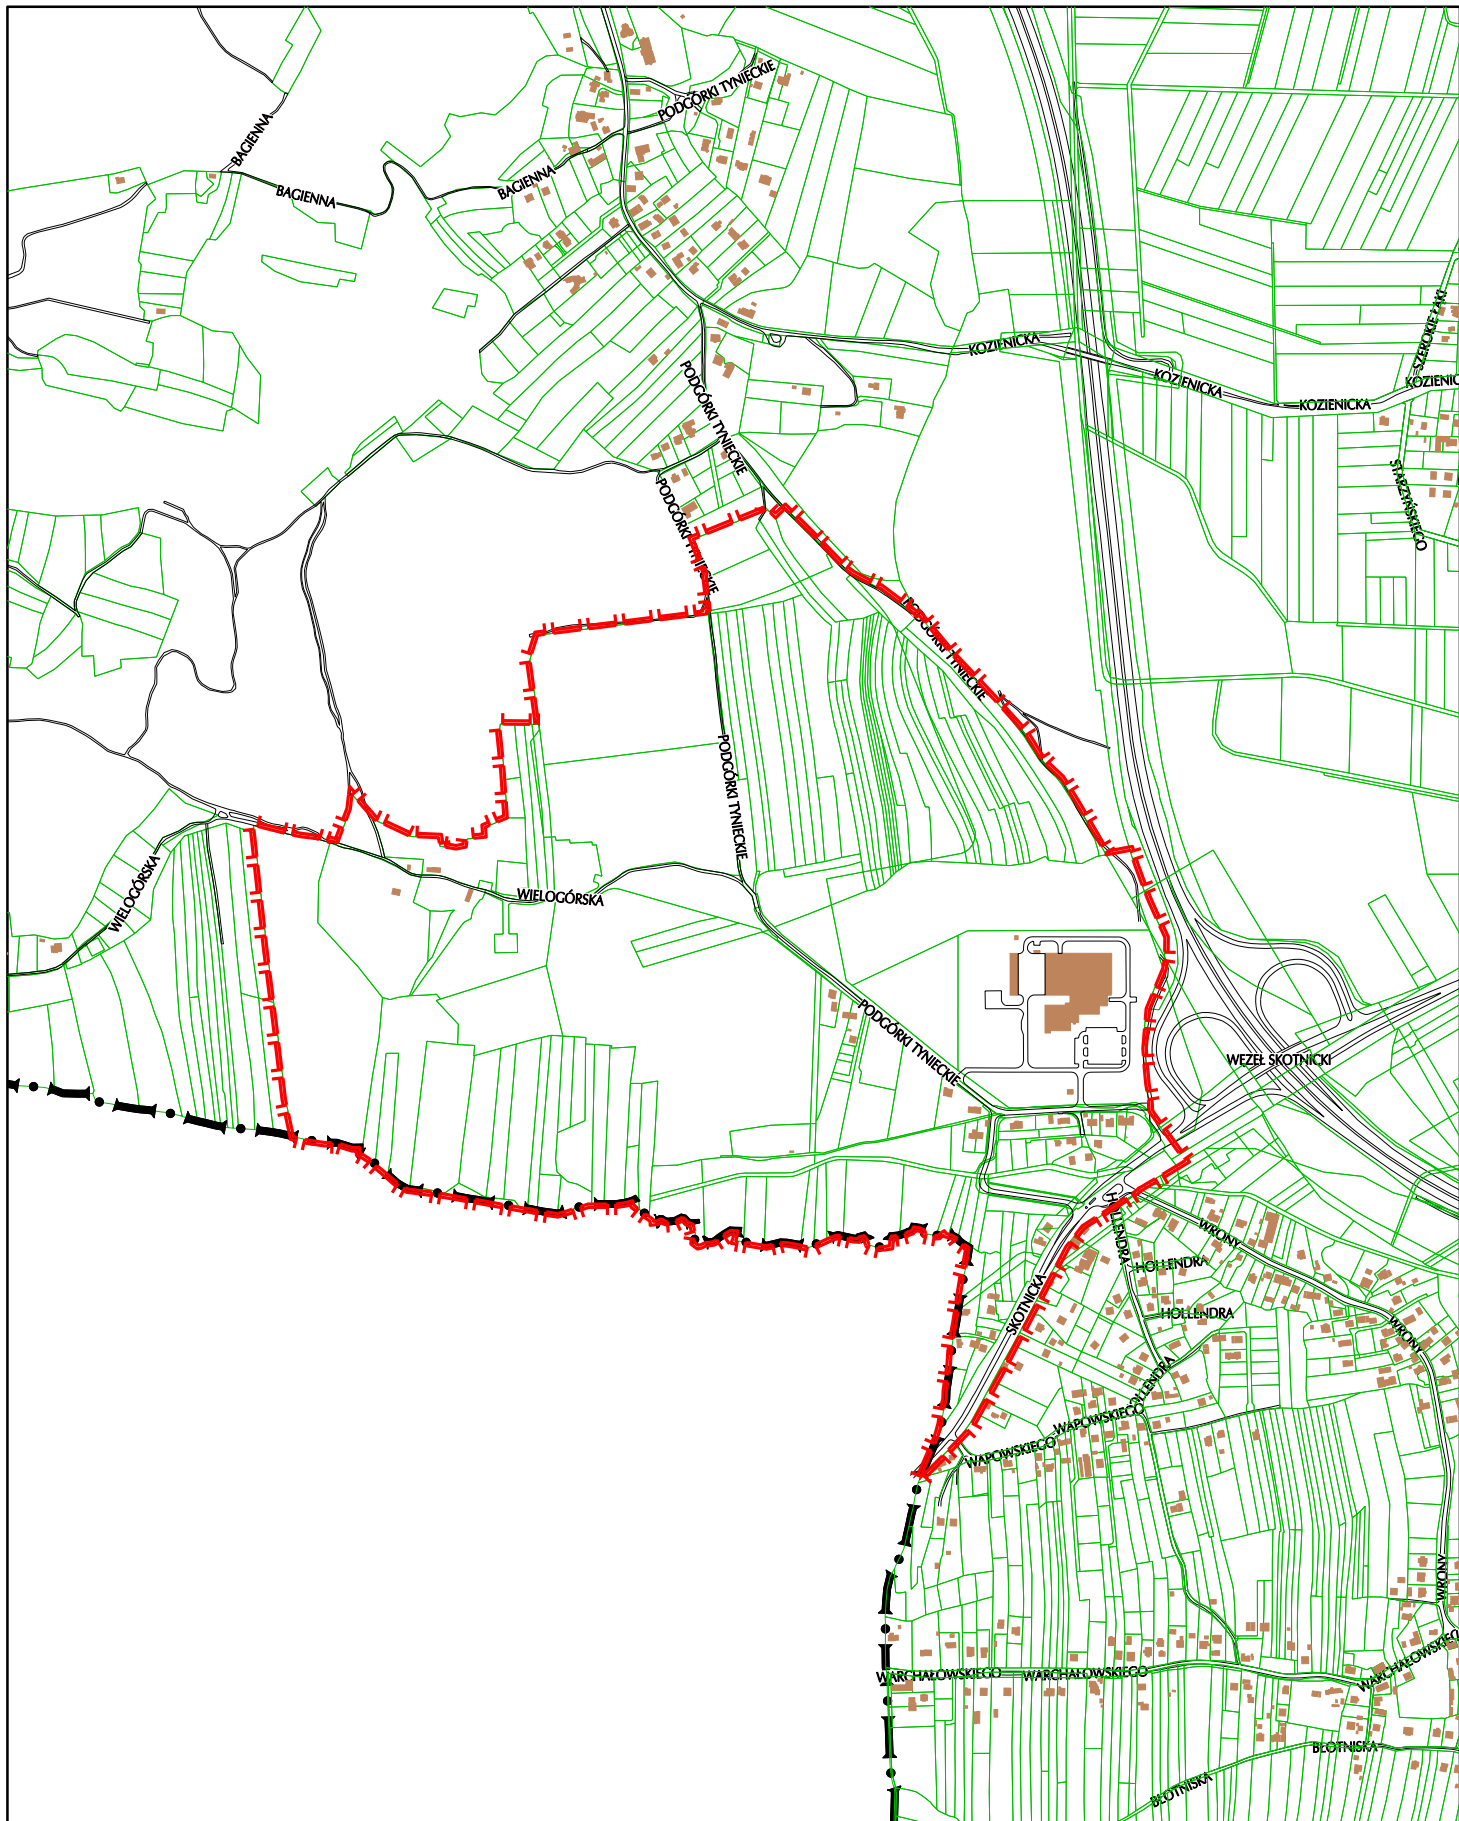 PODGÓRKI TYNIECKIE
BAGIENNA
BAGIENNA
BAGIENNA
SZEROKIE ŁĄKI
KOZIENICKA
KOZIENICKA
KOZIENIC
KOZIENICKA
PODGÓRKI TYNIECKIE
STARZYŃSKIEGO
PODGÓRKI TYNIECKIE
PODGÓRKI TYNIECKIE
PODGÓRKI TYNIECKIE
WIELOGÓRSKA
WIELOGÓRSKA
PODGÓRKI TYNIECKIE
WĘZEŁ SKOTNICKI
HOLLENDRA
WRONY
HOLLENDRA
SKOTNICKA
HOLLENDRA
WRONY
HOLLENDRA
WAPOWSKIEGO
WAPOWSKIEGO
WRONY
WARCHAŁOWSKIEGO
WARCHAŁOWSKIEGO
WARCHAŁOWSKIEGO
BŁOTNISKA
BŁOTNISKA